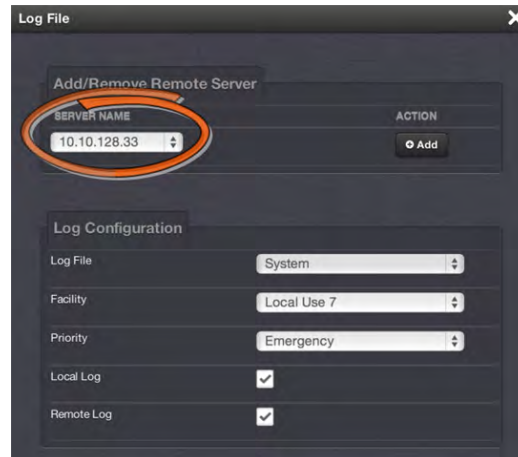 Log File
Add/Remove Remote Server
SERVER NAME
ACTION
10.10.128.33
Add
Log Configuration
Log File
System
Facility
Local Use 7
Priority
Emergency
Local Log
Remote Log